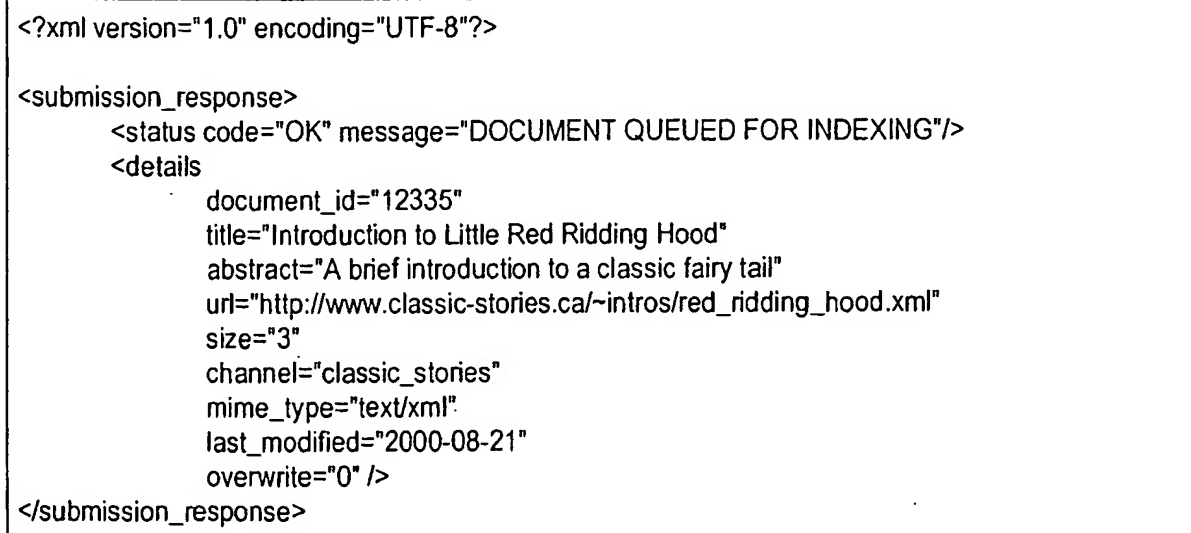 <?xml version="1.0" encoding="UTF-8"?>
<submission_response>
<status code="OK" message="DOCUMENT QUEUED FOR INDEXING"/>
<details
document_id="12335"
title="Introduction to Little Red Ridding Hood"
abstract="A brief introduction to a classic fairy tail"
url="http://www.classic-stories.ca/~intros/red_ridding_hood.xml"
size="3"
channel="classic_stories"
mime_type="text/xml"
last_modified="2000-08-21"
overwrite="0" />
</submission_response>